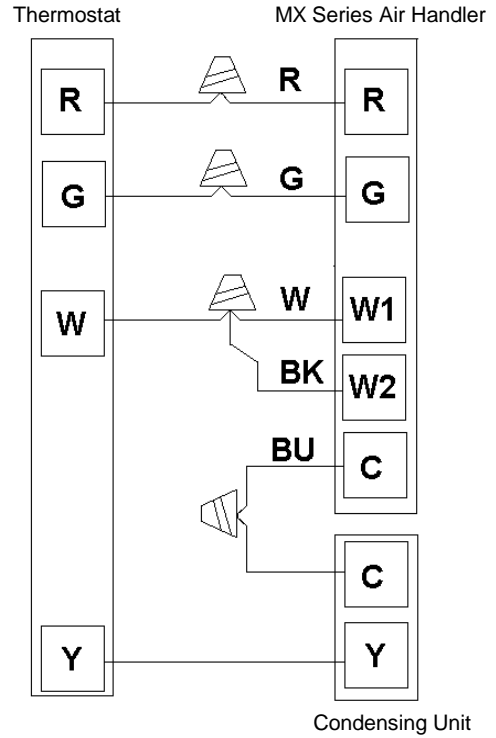 Thermostat MX Series Air Handler
R R R
G G G
W W W1
BK W2
BU C
C
Y Y
Condensing Unit